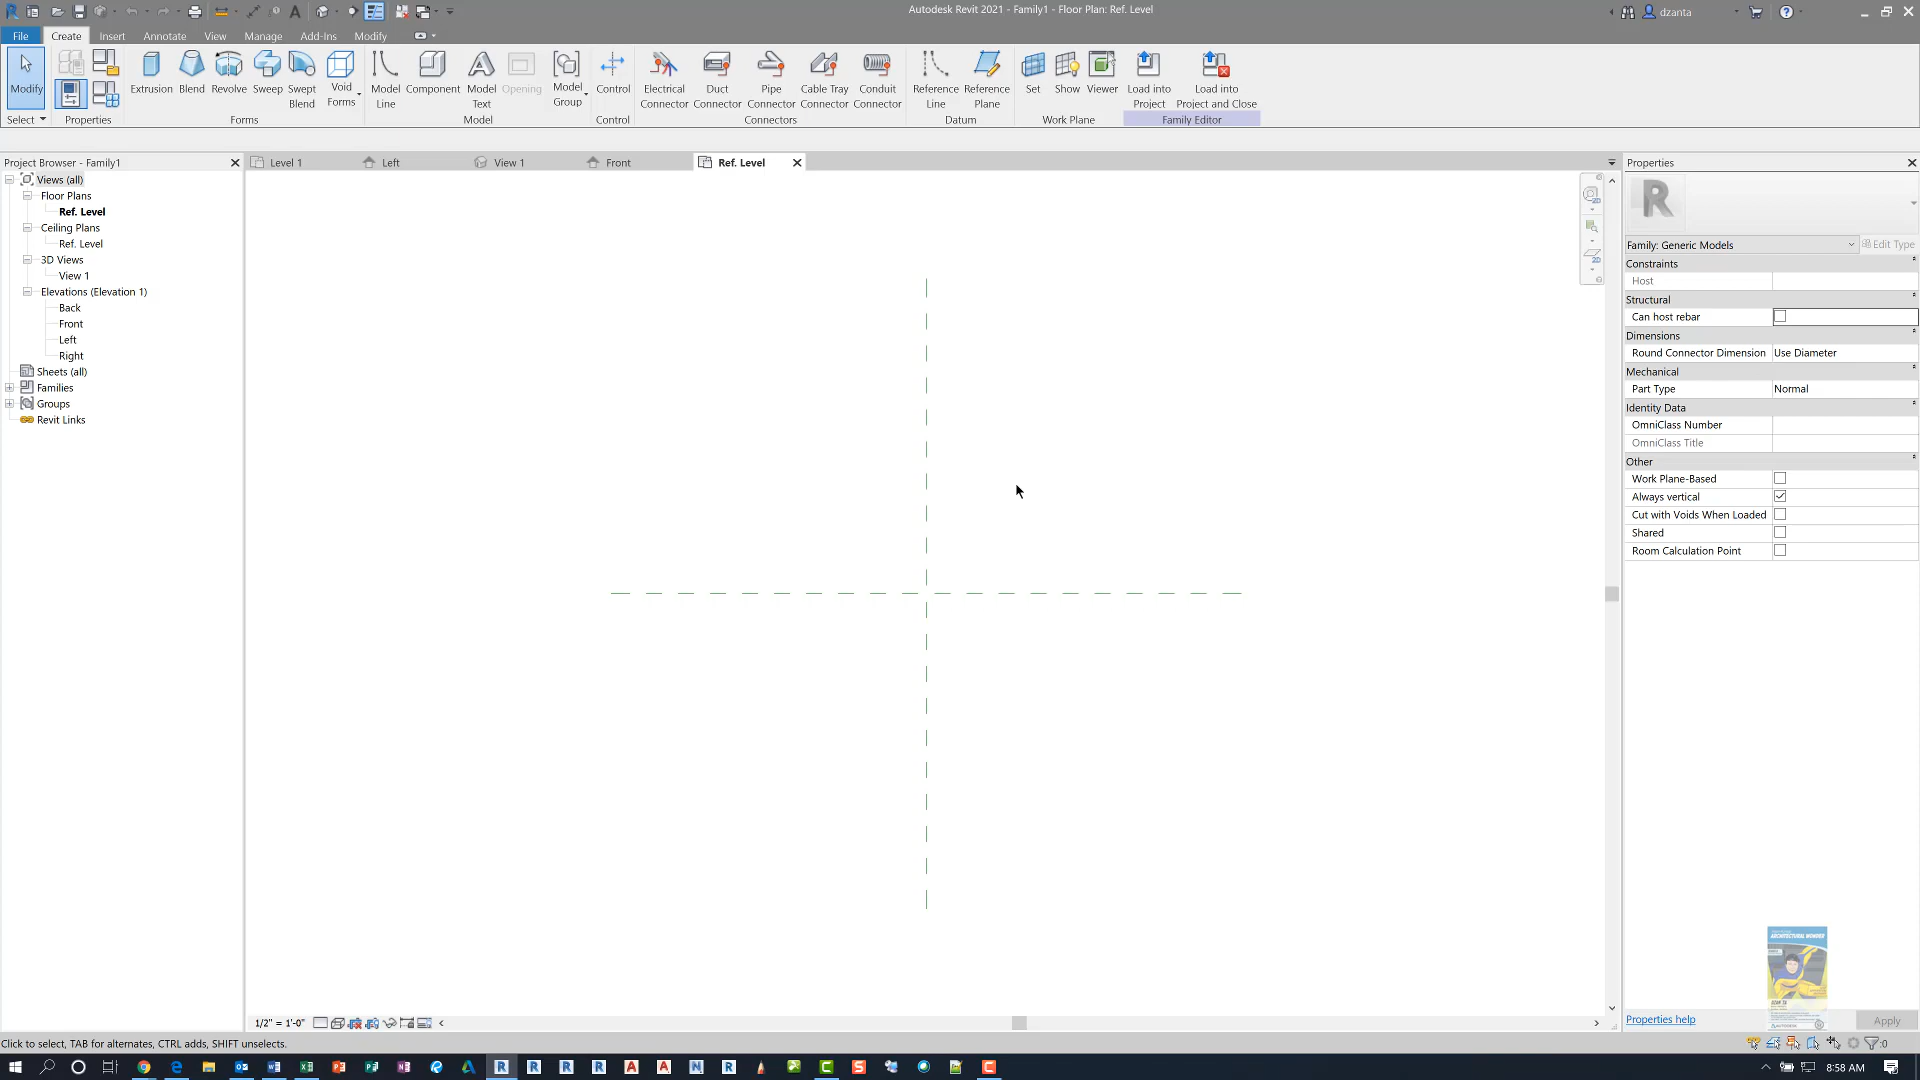 Autodesk Revit 2021 - Family1 - Floor Plan: Ref. Level
dzanta
File Create Insert Annotate View Manage Add-Ins Modify
Modify
Extrusion Blend Revolve Sweep Swept Blend Void Forms
Model Line Component Model Text Opening Model Group
Control
Electrical Connector Duct Connector Pipe Connector Cable Tray Connector Conduit Connector
Reference Line Reference Plane
Set Show Viewer
Load into Project Load into Project and Close
Select Properties Forms Model Control Connectors Datum Work Plane Family Editor
Project Browser - Family1
Level 1 Left View 1 Front Ref. Level
Properties
Views (all)
Floor Plans
Ref. Level
Ceiling Plans
Ref. Level
3D Views
View 1
Elevations (Elevation 1)
Back
Front
Left
Right
Sheets (all)
Families
Groups
Revit Links
R
Family: Generic Models Edit Type
Constraints
Host
Structural
Can host rebar
Dimensions
Round Connector Dimension Use Diameter
Mechanical
Part Type Normal
Identity Data
OmniClass Number
OmniClass Title
Other
Work Plane-Based
Always vertical
Cut with Voids When Loaded
Shared
Room Calculation Point
ARCHITECTURAL WONDER
AUTODESK
Properties help Apply
1/2" = 1'-0"
Click to select, TAB for alternates, CTRL adds, SHIFT unselects.
:0
8:58 AM